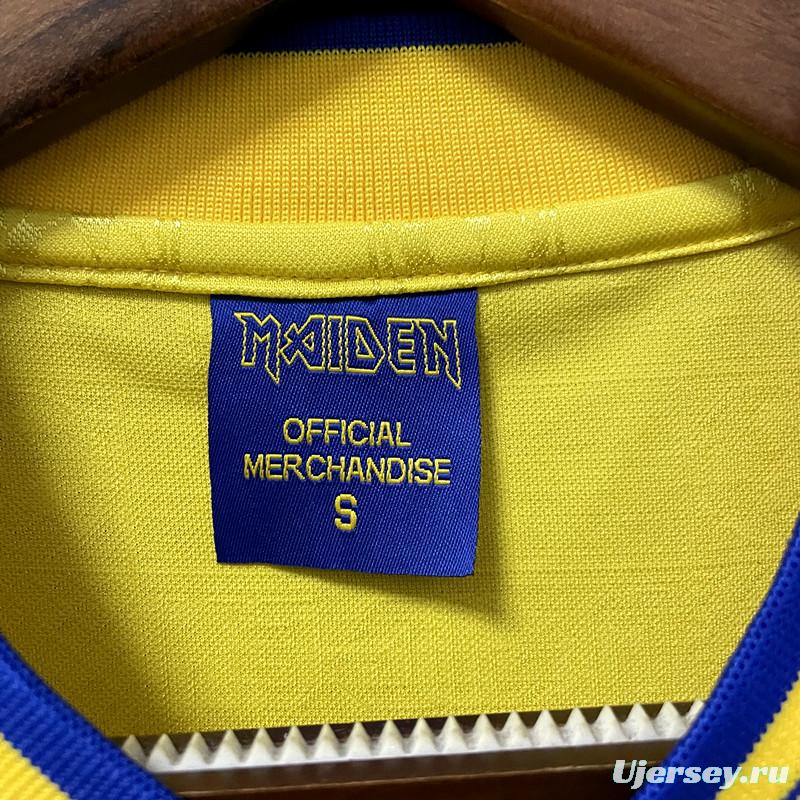 MAIDEN
OFFICIAL
MERCHANDISE
S
Ujersey.ru